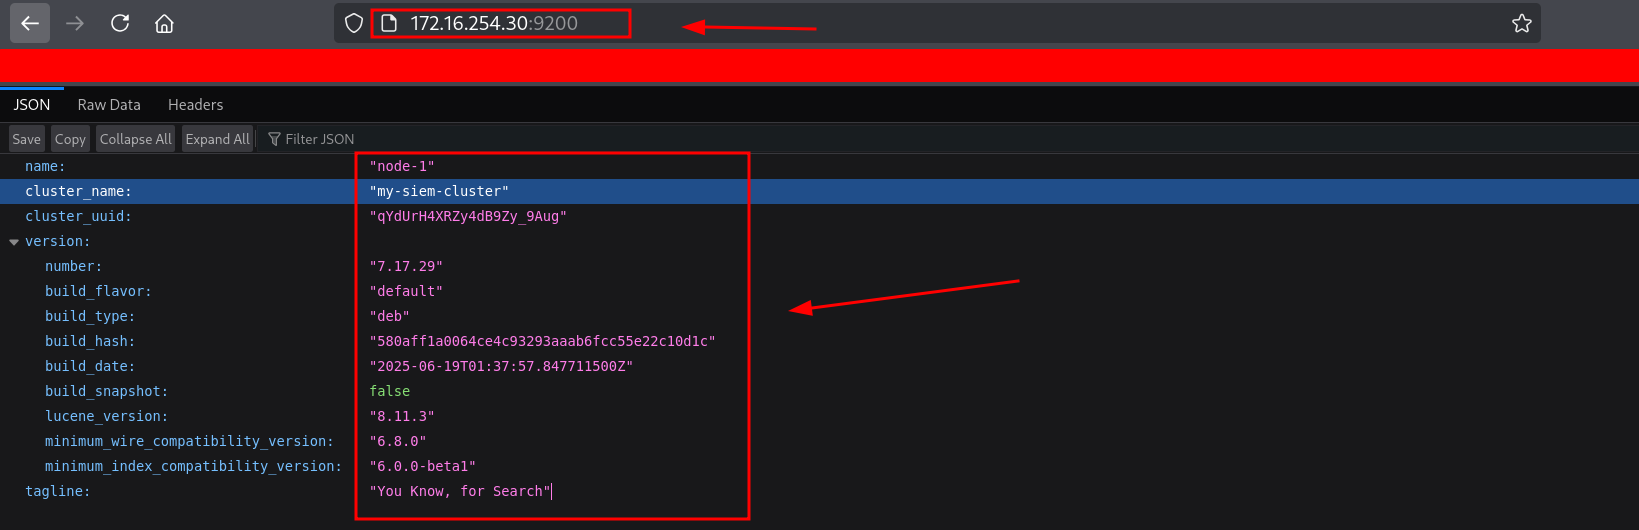 172.16.254.30:9200
JSON Raw Data Headers
Save Copy Collapse All Expand All Filter JSON
name: "node-1"
cluster_name: "my-siem-cluster"
cluster_uuid: "qYdUrH4XRZy4dB9Zy_9Aug"
version:
number: "7.17.29"
build_flavor: "default"
build_type: "deb"
build_hash: "580aff1a0064ce4c93293aaab6fcc55e22c10d1c"
build_date: "2025-06-19T01:37:57.847711500Z"
build_snapshot: false
lucene_version: "8.11.3"
minimum_wire_compatibility_version: "6.8.0"
minimum_index_compatibility_version: "6.0.0-beta1"
tagline: "You Know, for Search"